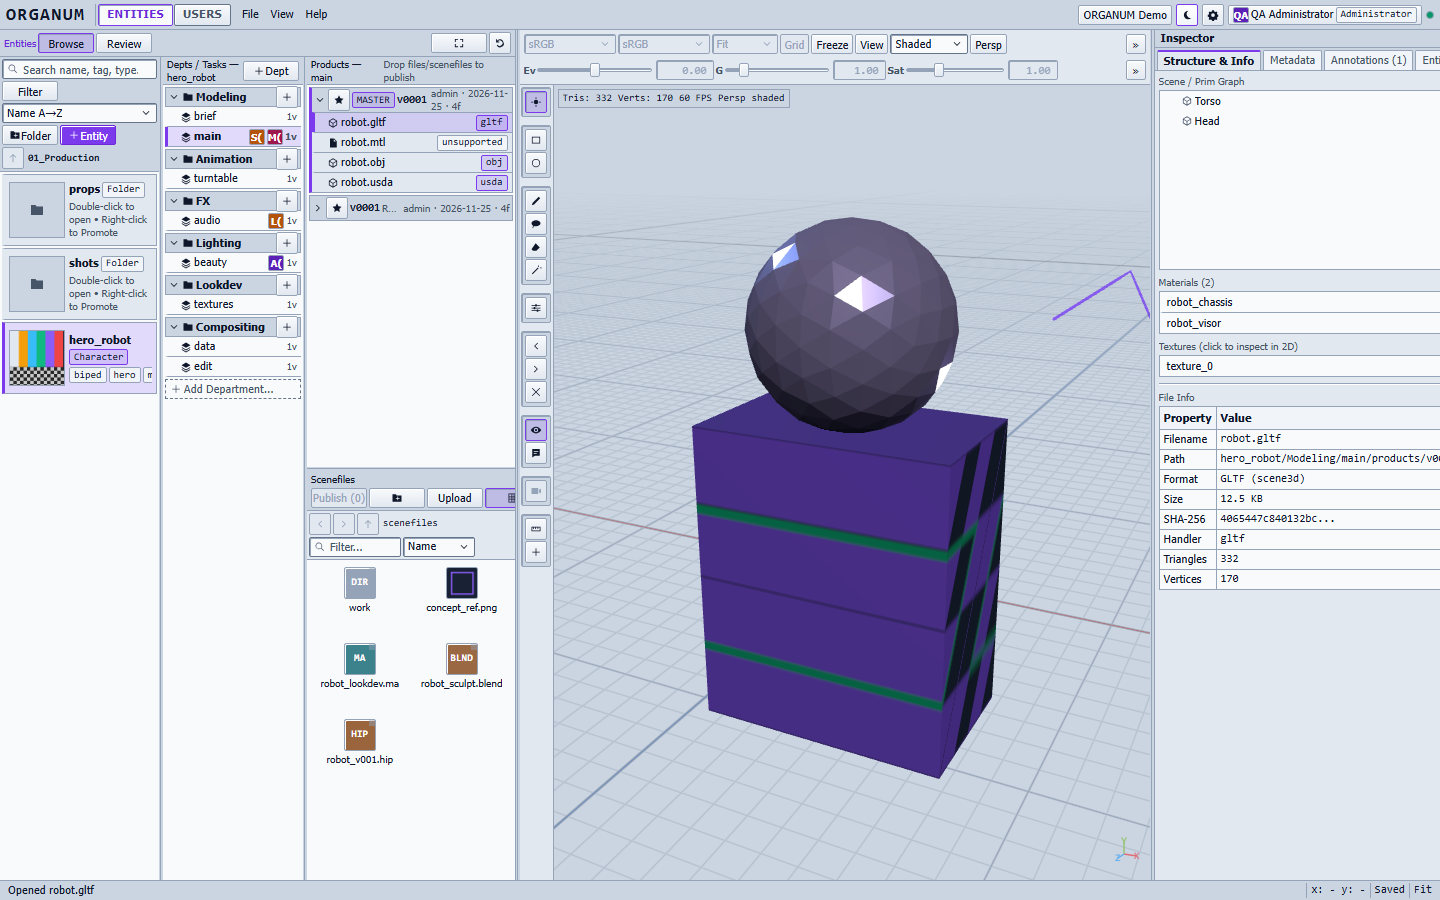 ORGANUM ENTITIES USERS File View Help ORGANUM Demo QA QA Administrator Administrator
Entities Browse Review
Search name, tag, type.
Filter
Name A→Z
Folder +Entity
01_Production
props Folder
Double-click to
open • Right-click
to Promote
shots Folder
Double-click to
open • Right-click
to Promote
hero_robot
Character
biped hero
Depts / Tasks —
hero_robot
+Dept
Modeling
brief 1v
main S( M( 1v
Animation
turntable 1v
FX
audio L( 1v
Lighting
beauty A( 1v
Lookdev
textures 1v
Compositing
data 1v
edit 1v
+ Add Department...
Products —
main
Drop files/scenefiles to
publish
MASTER v0001 admin · 2026-11-
25 · 4f
robot.gltf gltf
robot.mtl unsupported
robot.obj obj
robot.usda usda
v0001 R... admin · 2026-11-25 · 4f
Scenefiles
Publish (0) Upload
scenefiles
Filter... Name
DIR
work
concept_ref.png
MA
robot_lookdev.ma
BLND
robot_sculpt.blend
HIP
robot_v001.hip
sRGB sRGB Fit Grid Freeze View Shaded Persp »
Ev 0.00 G 1.00 Sat 1.00 »
Tris: 332 Verts: 170 60 FPS Persp shaded
Y
Z X
Inspector
Structure & Info Metadata Annotations (1) Enti
Scene / Prim Graph
Torso
Head
Materials (2)
robot_chassis
robot_visor
Textures (click to inspect in 2D)
texture_0
File Info
Property Value
Filename robot.gltf
Path hero_robot/Modeling/main/products/v00
Format GLTF (scene3d)
Size 12.5 KB
SHA-256 4065447c840132bc...
Handler gltf
Triangles 332
Vertices 170
Opened robot.gltf x: - y: - Saved Fit